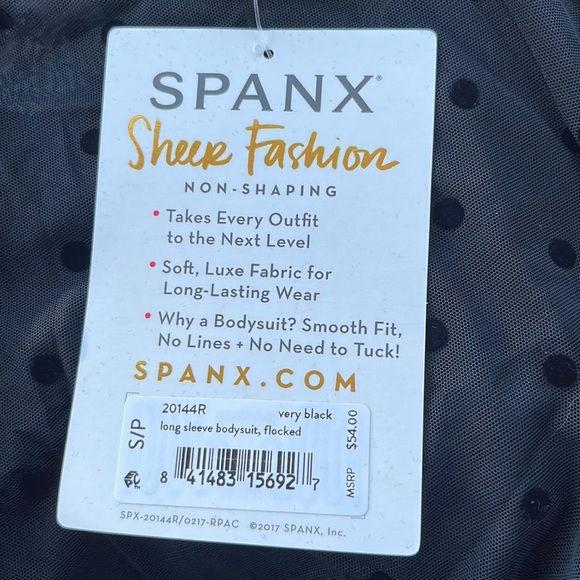 SPANX®
Sheer Fashion
NON-SHAPING
• Takes Every Outfit
to the Next Level
• Soft, Luxe Fabric for
Long-Lasting Wear
• Why a Bodysuit? Smooth Fit,
No Lines + No Need to Tuck!
SPANX.COM
S/P
20144R very black
long sleeve bodysuit, flocked
8 41483 15692 7
MSRP $54.00
SPX-20144R/0217-RPAC ©2017 SPANX, Inc.